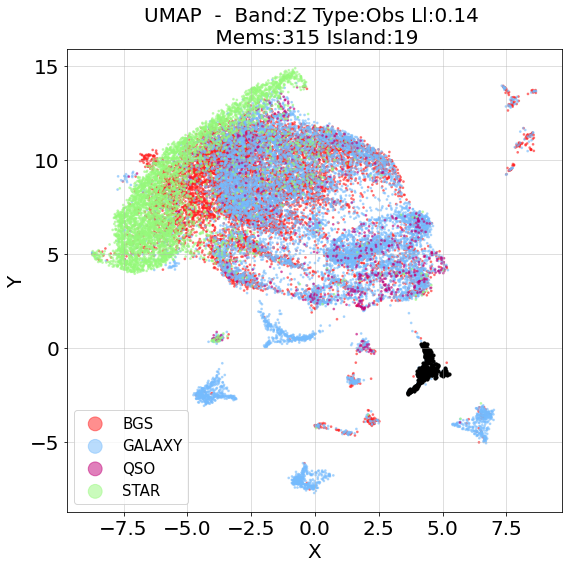 UMAP - Band:Z Type:Obs Ll:0.14
Mems:315 Island:19
15
10
5
0
−5
Y
BGS
GALAXY
QSO
STAR
−7.5 −5.0 −2.5 0.0 2.5 5.0 7.5
X